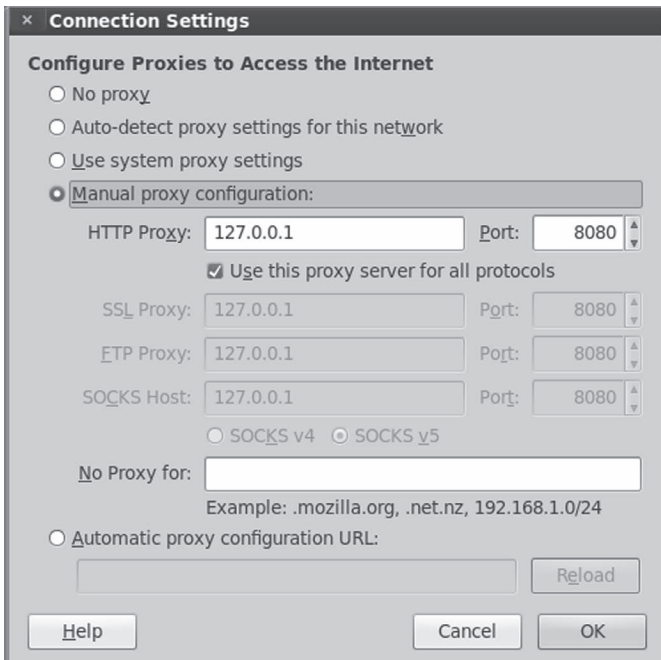 × Connection Settings
Configure Proxies to Access the Internet
No proxy
Auto-detect proxy settings for this network
Use system proxy settings
Manual proxy configuration:
HTTP Proxy: 127.0.0.1 Port: 8080
Use this proxy server for all protocols
SSL Proxy: 127.0.0.1 Port: 8080
FTP Proxy: 127.0.0.1 Port: 8080
SOCKS Host: 127.0.0.1 Port: 8080
SOCKS v4 SOCKS v5
No Proxy for:
Example: .mozilla.org, .net.nz, 192.168.1.0/24
Automatic proxy configuration URL:
Reload
Help Cancel OK